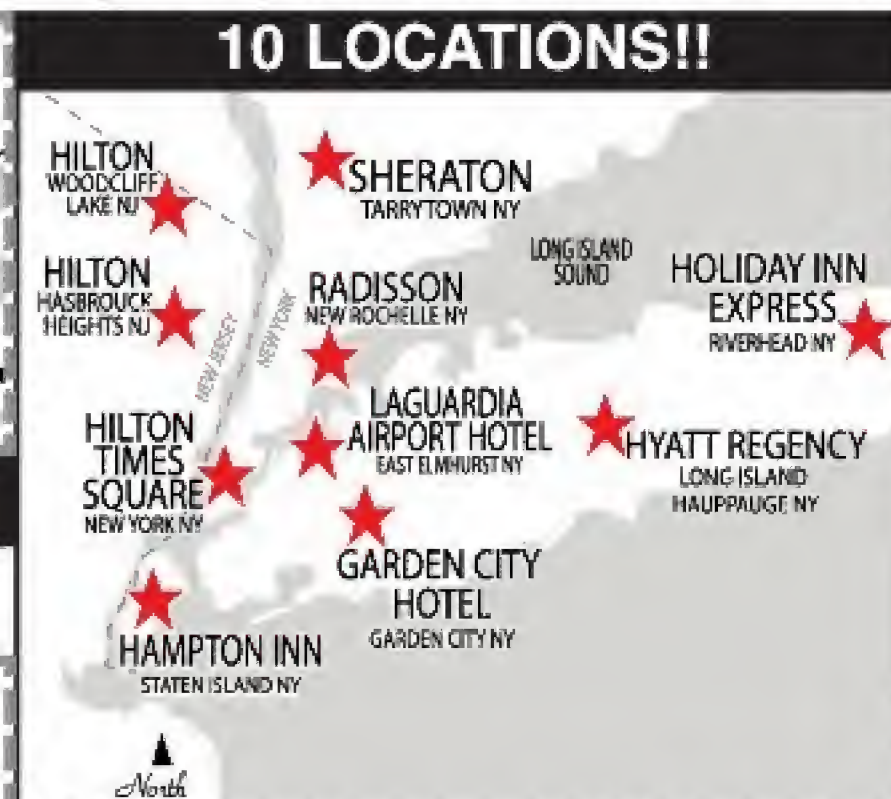 10 LOCATIONS!!
HILTON
WOODCLIFF
LAKE NJ
SHERATON
TARRYTOWN NY
LONG ISLAND
SOUND
HILTON
HASBROUCK
HEIGHTS NJ
NEW JERSEY
NEW YORK
RADISSON
NEW ROCHELLE NY
HOLIDAY INN
EXPRESS
RIVERHEAD NY
HILTON
TIMES
SQUARE
NEW YORK NY
LAGUARDIA
AIRPORT HOTEL
EAST ELMHURST NY
HYATT REGENCY
LONG ISLAND
HAUPPAUGE NY
GARDEN CITY
HOTEL
GARDEN CITY NY
HAMPTON INN
STATEN ISLAND NY
North